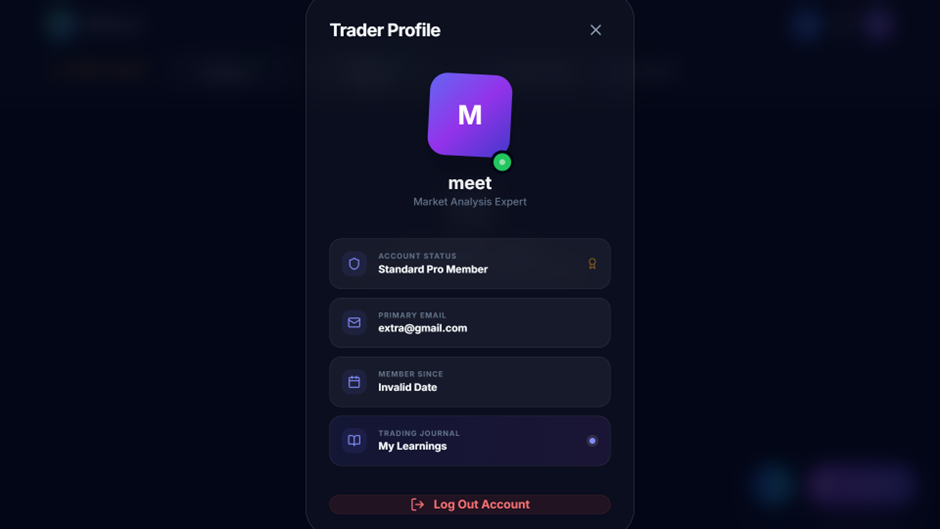 Trader Profile
M
meet
Market Analysis Expert
ACCOUNT STATUS
Standard Pro Member
PRIMARY EMAIL
extra@gmail.com
MEMBER SINCE
Invalid Date
TRADING JOURNAL
My Learnings
Log Out Account